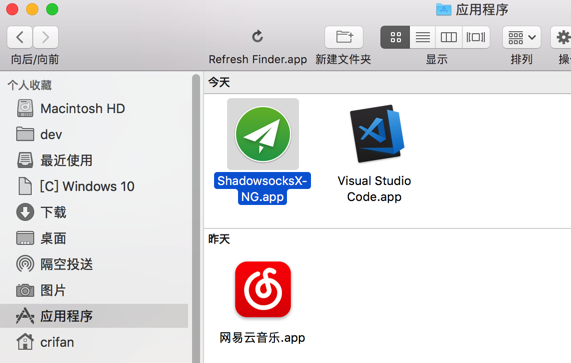 应用程序
向后/向前
Refresh Finder.app
新建文件夹
显示
排列
个人收藏
Macintosh HD
dev
最近使用
[C] Windows 10
下载
桌面
隔空投送
图片
应用程序
crifan
今天
ShadowsocksX-
NG.app
Visual Studio
Code.app
昨天
网易云音乐.app